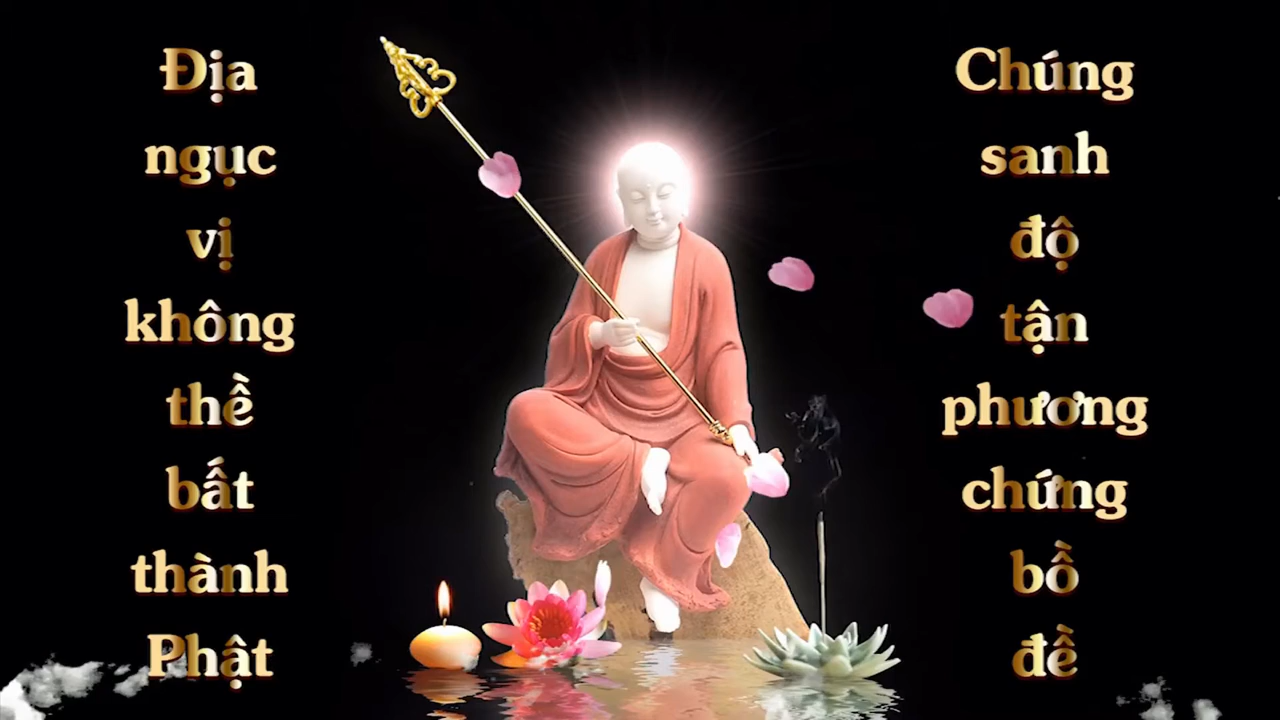 Địa
ngục
vị
không
thề
bất
thành
Phật
Chúng
sanh
độ
tận
phương
chứng
bồ
đề